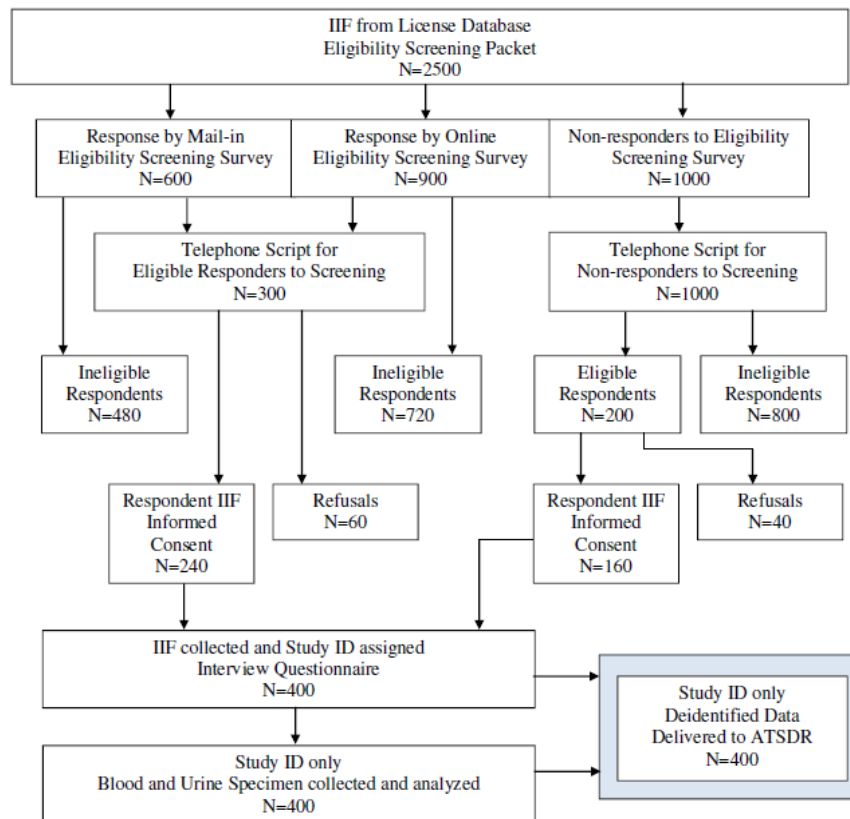 IIF from License Database
Eligibility Screening Packet
N=2500
Response by Mail-in
Eligibility Screening Survey
N=600
Response by Online
Eligibility Screening Survey
N=900
Non-responders to Eligibility
Screening Survey
N=1000
Telephone Script for
Eligible Responders to Screening
N=300
Telephone Script for
Non-responders to Screening
N=1000
Ineligible
Respondents
N=480
Ineligible
Respondents
N=720
Eligible
Respondents
N=200
Ineligible
Respondents
N=800
Respondent IIF
Informed
Consent
N=240
Refusals
N=60
Respondent IIF
Informed
Consent
N=160
Refusals
N=40
IIF collected and Study ID assigned
Interview Questionnaire
N=400
Study ID only
Deidentified Data
Delivered to ATSDR
N=400
Study ID only
Blood and Urine Specimen collected and analyzed
N=400